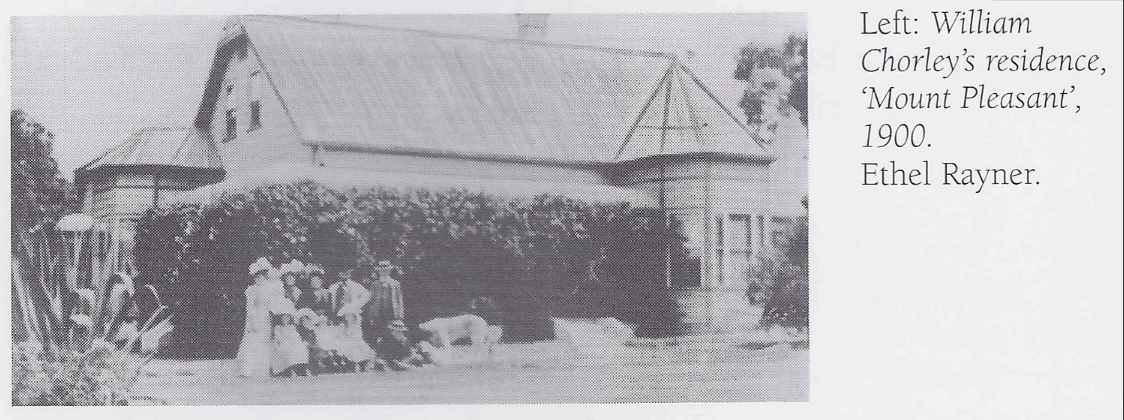 Left: William
Chorley’s residence,
‘Mount Pleasant’,
1900.
Ethel Rayner.